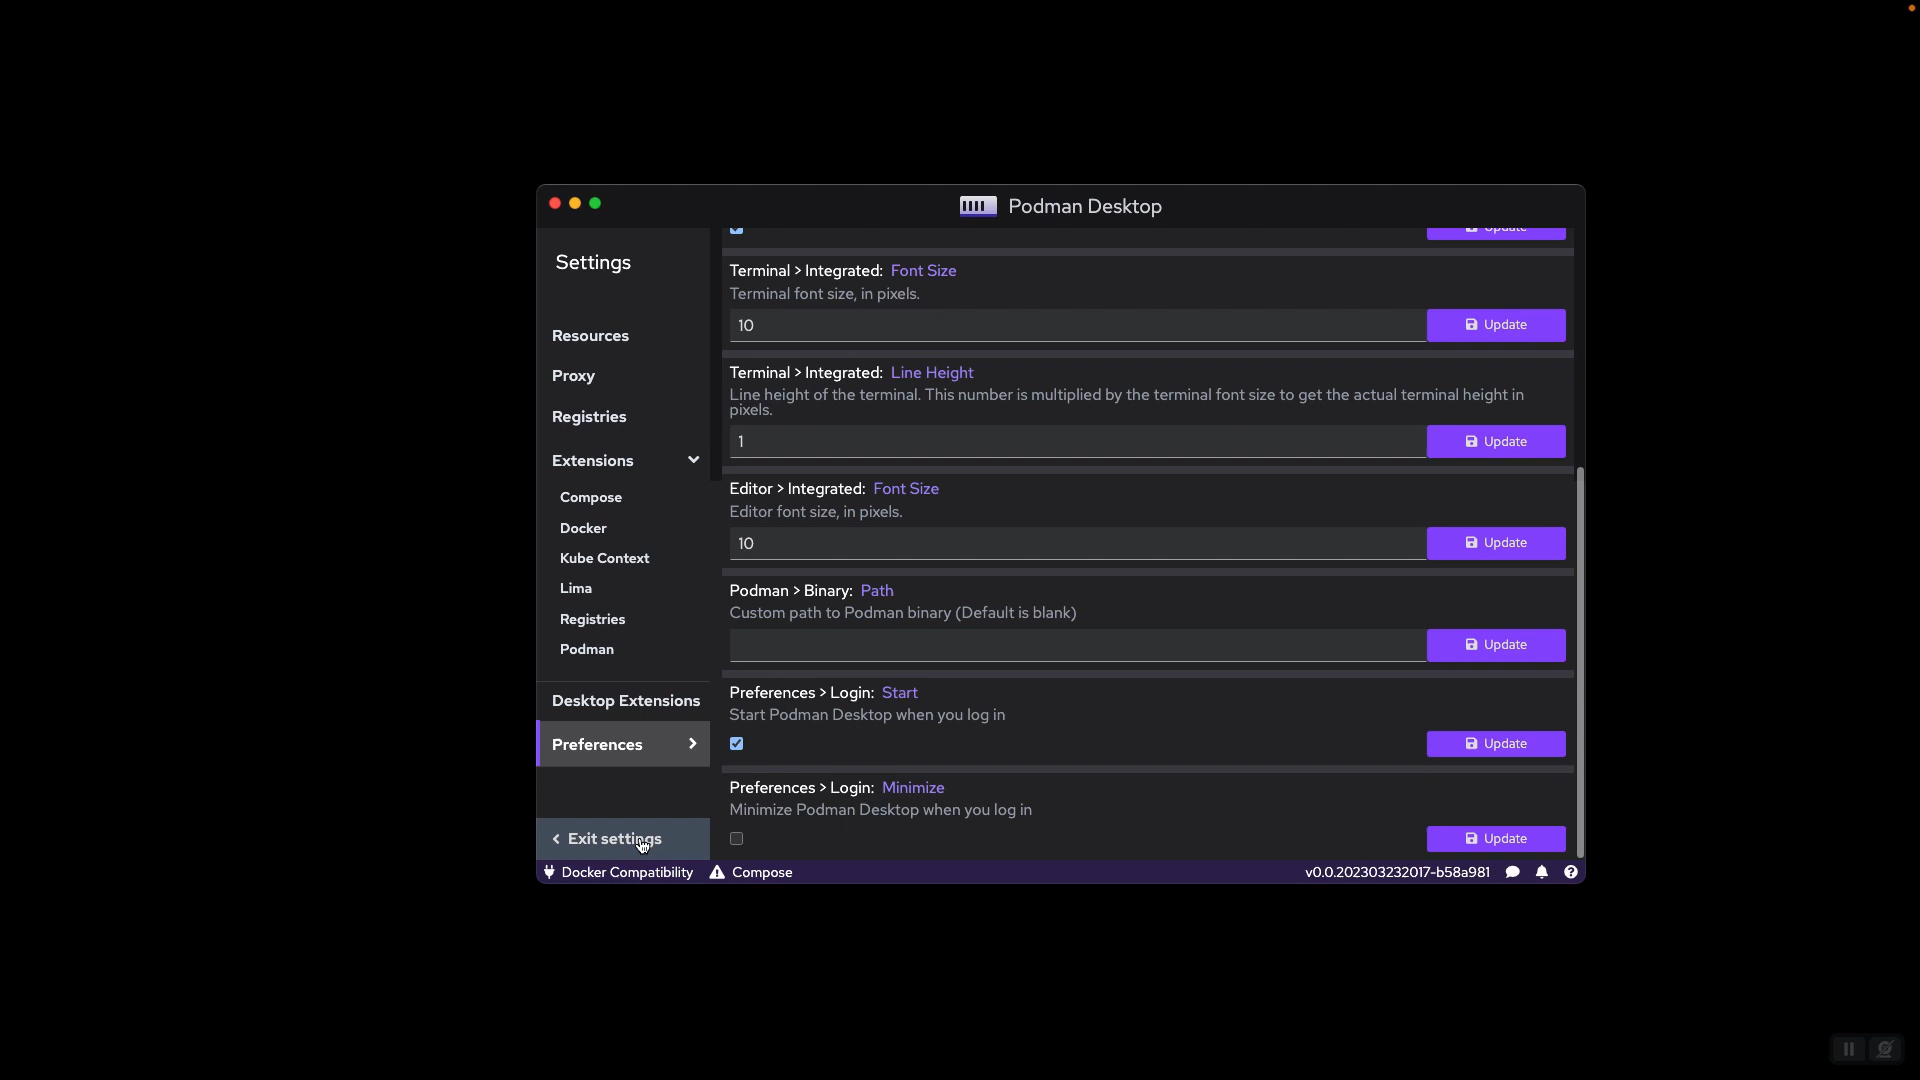 Podman Desktop
Settings
Resources
Proxy
Registries
Extensions
Compose
Docker
Kube Context
Lima
Registries
Podman
Desktop Extensions
Preferences
Exit settings
Update
Terminal > Integrated: Font Size
Terminal font size, in pixels.
10
Update
Terminal > Integrated: Line Height
Line height of the terminal. This number is multiplied by the terminal font size to get the actual terminal height in
pixels.
1
Update
Editor > Integrated: Font Size
Editor font size, in pixels.
10
Update
Podman > Binary: Path
Custom path to Podman binary (Default is blank)
Update
Preferences > Login: Start
Start Podman Desktop when you log in
Update
Preferences > Login: Minimize
Minimize Podman Desktop when you log in
Update
Docker Compatibility
Compose
v0.0.202303232017-b58a981